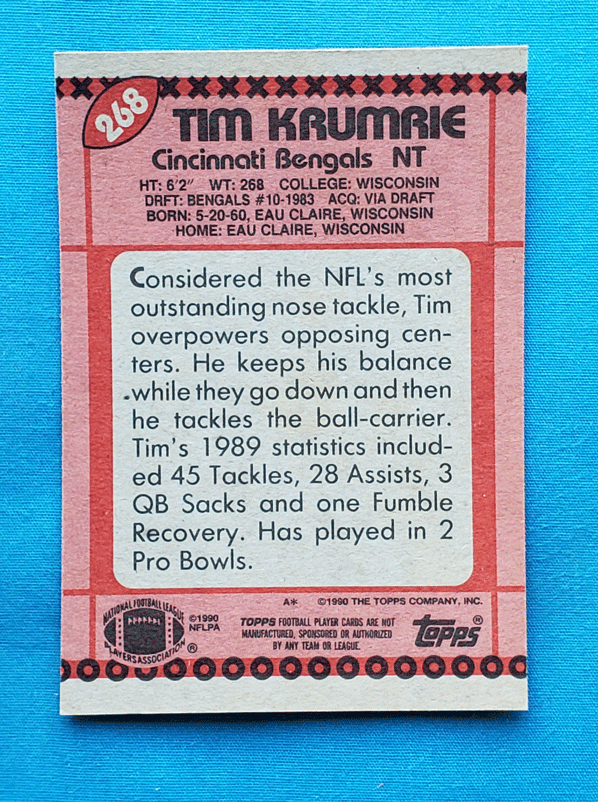 268
TIM KRUMRIE
Cincinnati Bengals NT
HT: 6'2" WT: 268 COLLEGE: WISCONSIN
DRFT: BENGALS #10-1983 ACQ: VIA DRAFT
BORN: 5-20-60, EAU CLAIRE, WISCONSIN
HOME: EAU CLAIRE, WISCONSIN
Considered the NFL's most
outstanding nose tackle, Tim
overpowers opposing cen-
ters. He keeps his balance
while they go down and then
he tackles the ball-carrier.
Tim's 1989 statistics includ-
ed 45 Tackles, 28 Assists, 3
QB Sacks and one Fumble
Recovery. Has played in 2
Pro Bowls.
A* ©1990 THE TOPPS COMPANY, INC.
NATIONAL FOOTBALL LEAGUE
PLAYERS ASSOCIATION ®
©1990
NFLPA
TOPPS FOOTBALL PLAYER CARDS ARE NOT
MANUFACTURED, SPONSORED OR AUTHORIZED
BY ANY TEAM OR LEAGUE.
TOPPS®